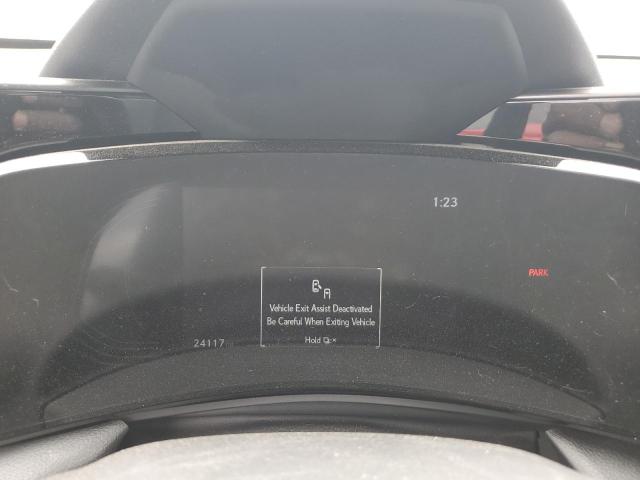 1:23
PARK
Vehicle Exit Assist Deactivated
Be Careful When Exiting Vehicle
Hold
24117